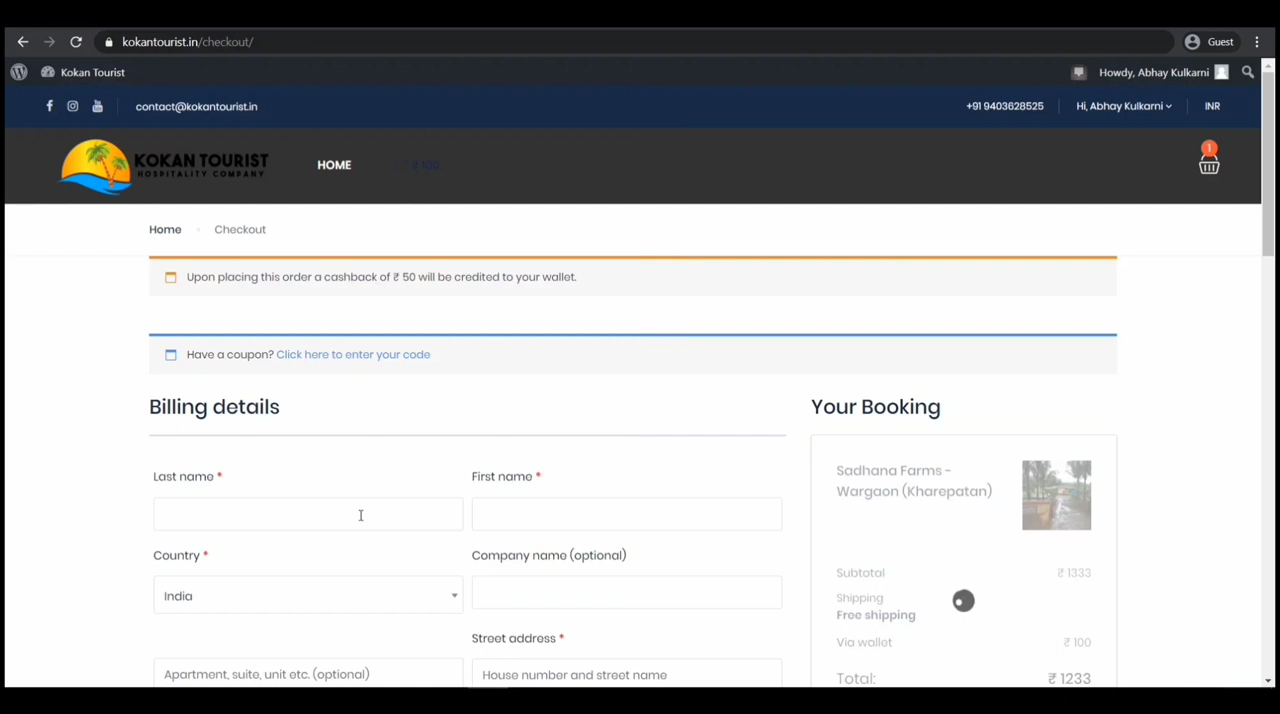 kokantourist.in/checkout/
Guest
Kokan Tourist
Howdy, Abhay Kulkarni
contact@kokantourist.in
+91 9403628525
Hi, Abhay Kulkarni
INR
KOKAN TOURIST
HOSPITALITY COMPANY
HOME
₹ 100
1
Home
Checkout
Upon placing this order a cashback of ₹ 50 will be credited to your wallet.
Have a coupon? Click here to enter your code
Billing details
Your Booking
Last name *
First name *
Sadhana Farms -
Wargaon (Kharepatan)
Country *
Company name (optional)
India
Subtotal
₹ 1333
Shipping
Free shipping
Street address *
Via wallet
₹ 100
Apartment, suite, unit etc. (optional)
House number and street name
Total:
₹ 1233